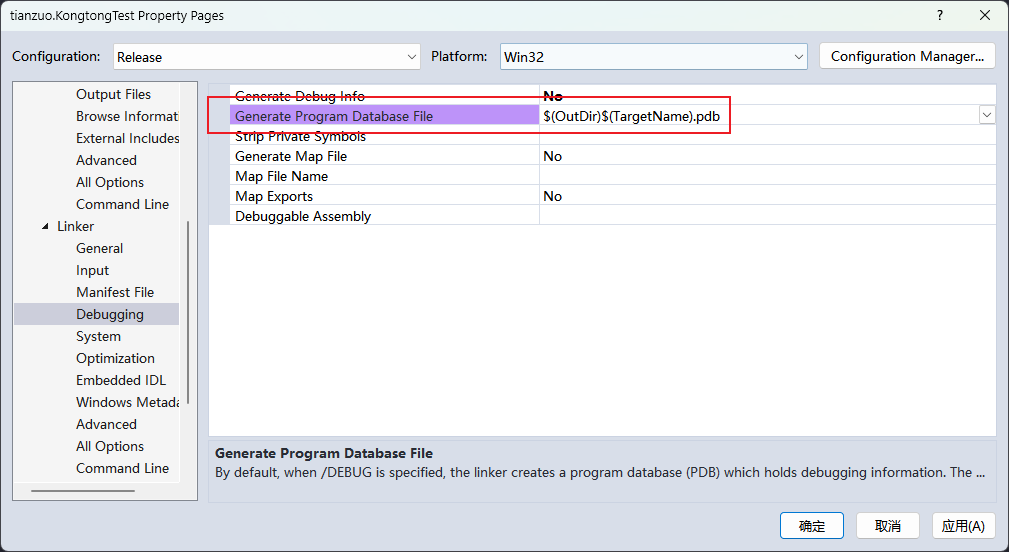 tianzuo.KongtongTest Property Pages
Configuration: Release Platform: Win32 Configuration Manager...
Output Files
Browse Informati
External Includes
Advanced
All Options
Command Line
Linker
General
Input
Manifest File
Debugging
System
Optimization
Embedded IDL
Windows Metada
Advanced
All Options
Command Line
Generate Debug Info No
Generate Program Database File $(OutDir)$(TargetName).pdb
Strip Private Symbols
Generate Map File No
Map File Name
Map Exports No
Debuggable Assembly
Generate Program Database File
By default, when /DEBUG is specified, the linker creates a program database (PDB) which holds debugging information. The ...
确定 取消 应用(A)